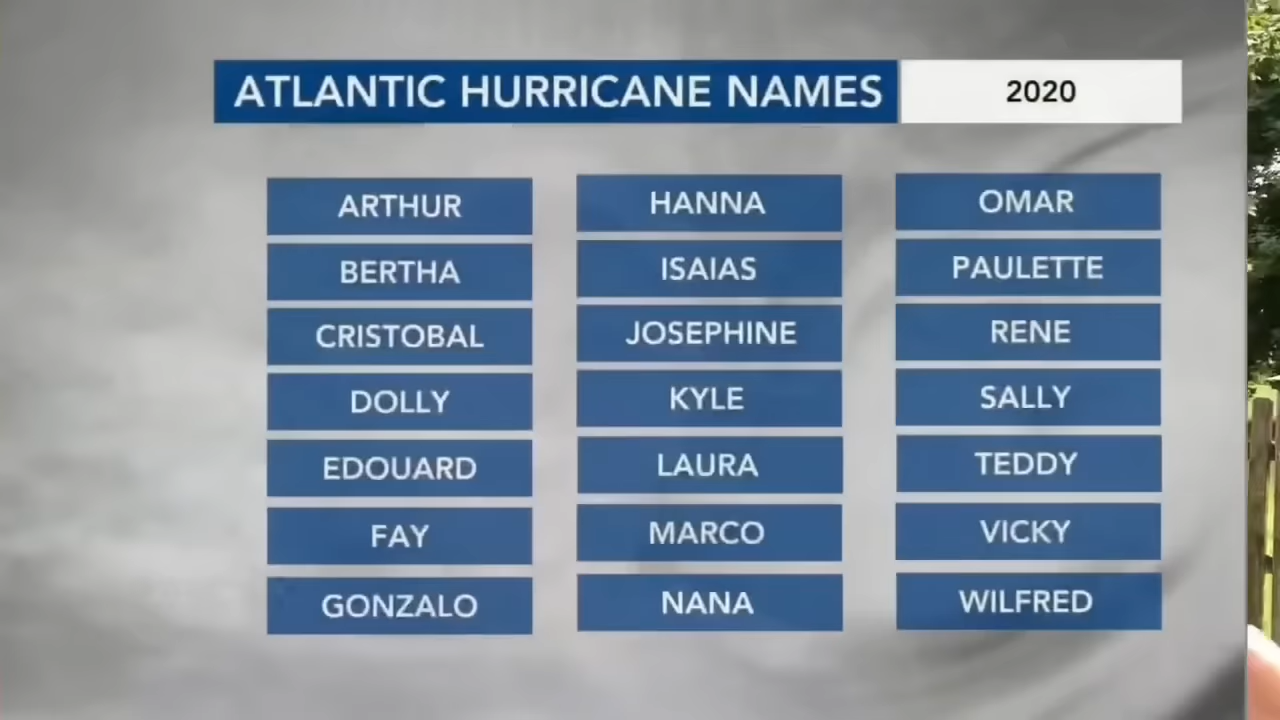 ATLANTIC HURRICANE NAMES 2020
ARTHUR
BERTHA
CRISTOBAL
DOLLY
EDOUARD
FAY
GONZALO
HANNA
ISAIAS
JOSEPHINE
KYLE
LAURA
MARCO
NANA
OMAR
PAULETTE
RENE
SALLY
TEDDY
VICKY
WILFRED